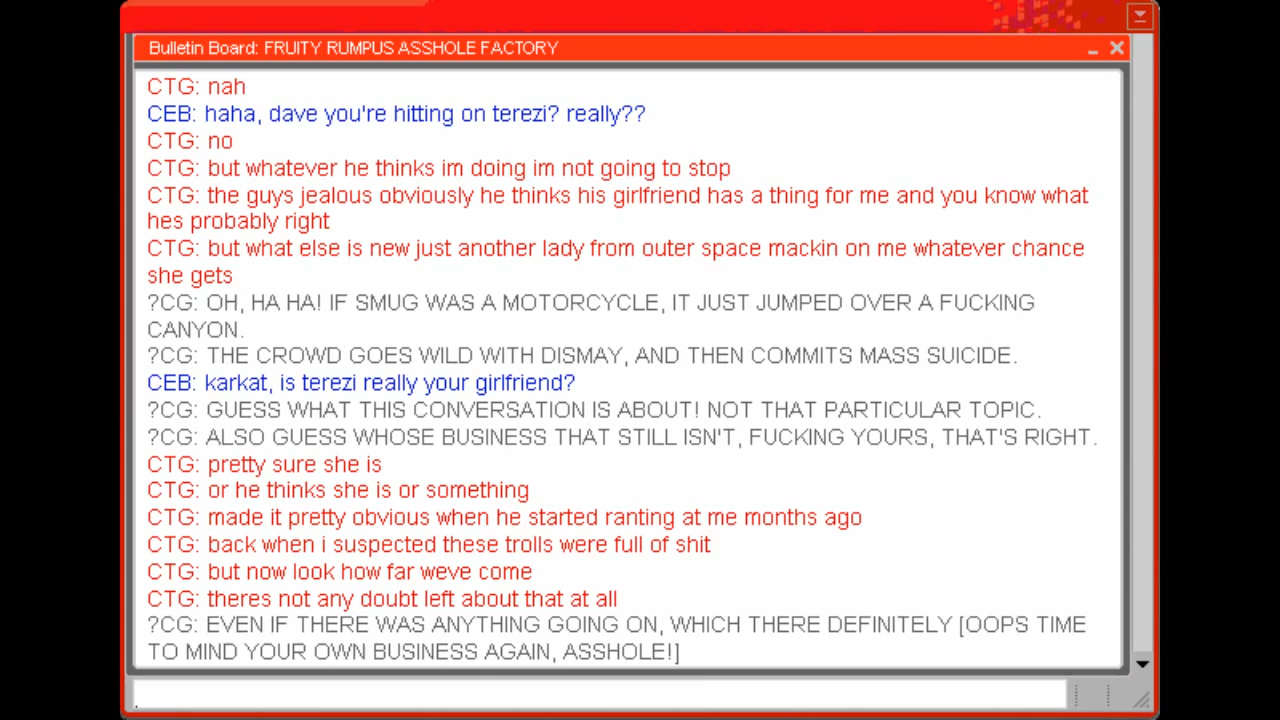 Bulletin Board: FRUITY RUMPUS ASSHOLE FACTORY
CTG: nah
CEB: haha, dave you're hitting on terezi? really??
CTG: no
CTG: but whatever he thinks im doing im not going to stop
CTG: the guys jealous obviously he thinks his girlfriend has a thing for me and you know what
hes probably right
CTG: but what else is new just another lady from outer space mackin on me whatever chance
she gets
?CG: OH, HA HA! IF SMUG WAS A MOTORCYCLE, IT JUST JUMPED OVER A FUCKING
CANYON.
?CG: THE CROWD GOES WILD WITH DISMAY, AND THEN COMMITS MASS SUICIDE.
CEB: karkat, is terezi really your girlfriend?
?CG: GUESS WHAT THIS CONVERSATION IS ABOUT! NOT THAT PARTICULAR TOPIC.
?CG: ALSO GUESS WHOSE BUSINESS THAT STILL ISN'T, FUCKING YOURS, THAT'S RIGHT.
CTG: pretty sure she is
CTG: or he thinks she is or something
CTG: made it pretty obvious when he started ranting at me months ago
CTG: back when i suspected these trolls were full of shit
CTG: but now look how far weve come
CTG: theres not any doubt left about that at all
?CG: EVEN IF THERE WAS ANYTHING GOING ON, WHICH THERE DEFINITELY [OOPS TIME
TO MIND YOUR OWN BUSINESS AGAIN, ASSHOLE!]